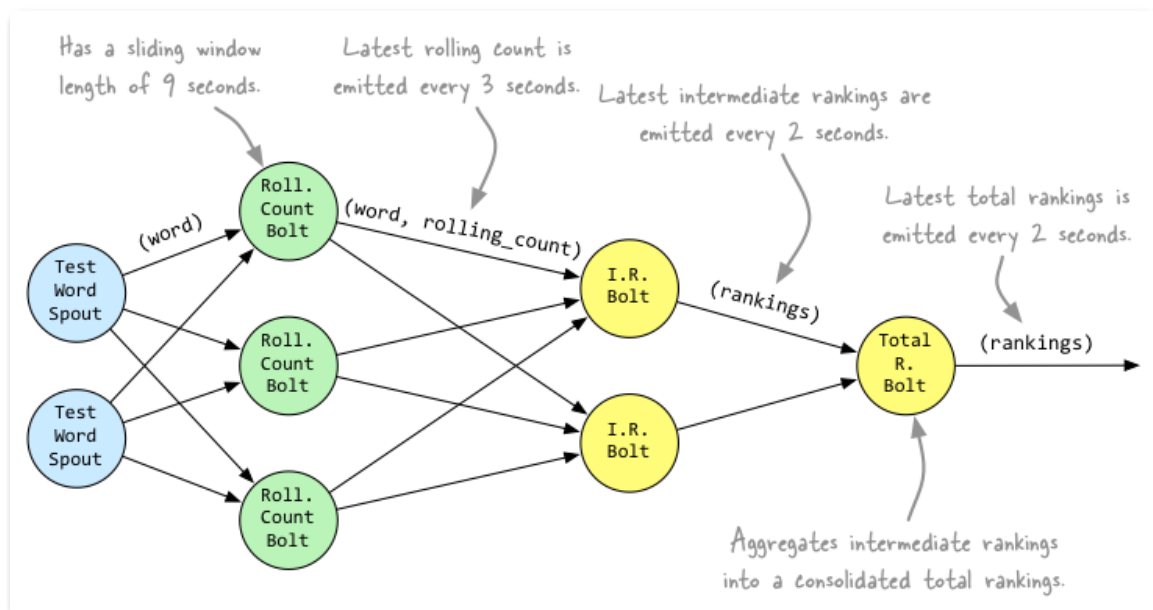 Has a sliding window
length of 9 seconds.
Latest rolling count is
emitted every 3 seconds.
Latest intermediate rankings are
emitted every 2 seconds.
Latest total rankings is
emitted every 2 seconds.
Test
Word
Spout
Test
Word
Spout
(word)
Roll.
Count
Bolt
Roll.
Count
Bolt
Roll.
Count
Bolt
(word, rolling_count)
I.R.
Bolt
I.R.
Bolt
(rankings)
Total
R.
Bolt
(rankings)
Aggregates intermediate rankings
into a consolidated total rankings.